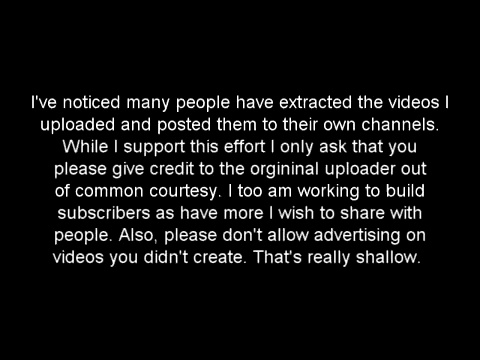 I've noticed many people have extracted the videos I
uploaded and posted them to their own channels.
While I support this effort I only ask that you
please give credit to the orgininal uploader out
of common courtesy. I too am working to build
subscribers as have more I wish to share with
people. Also, please don't allow advertising on
videos you didn't create. That's really shallow.